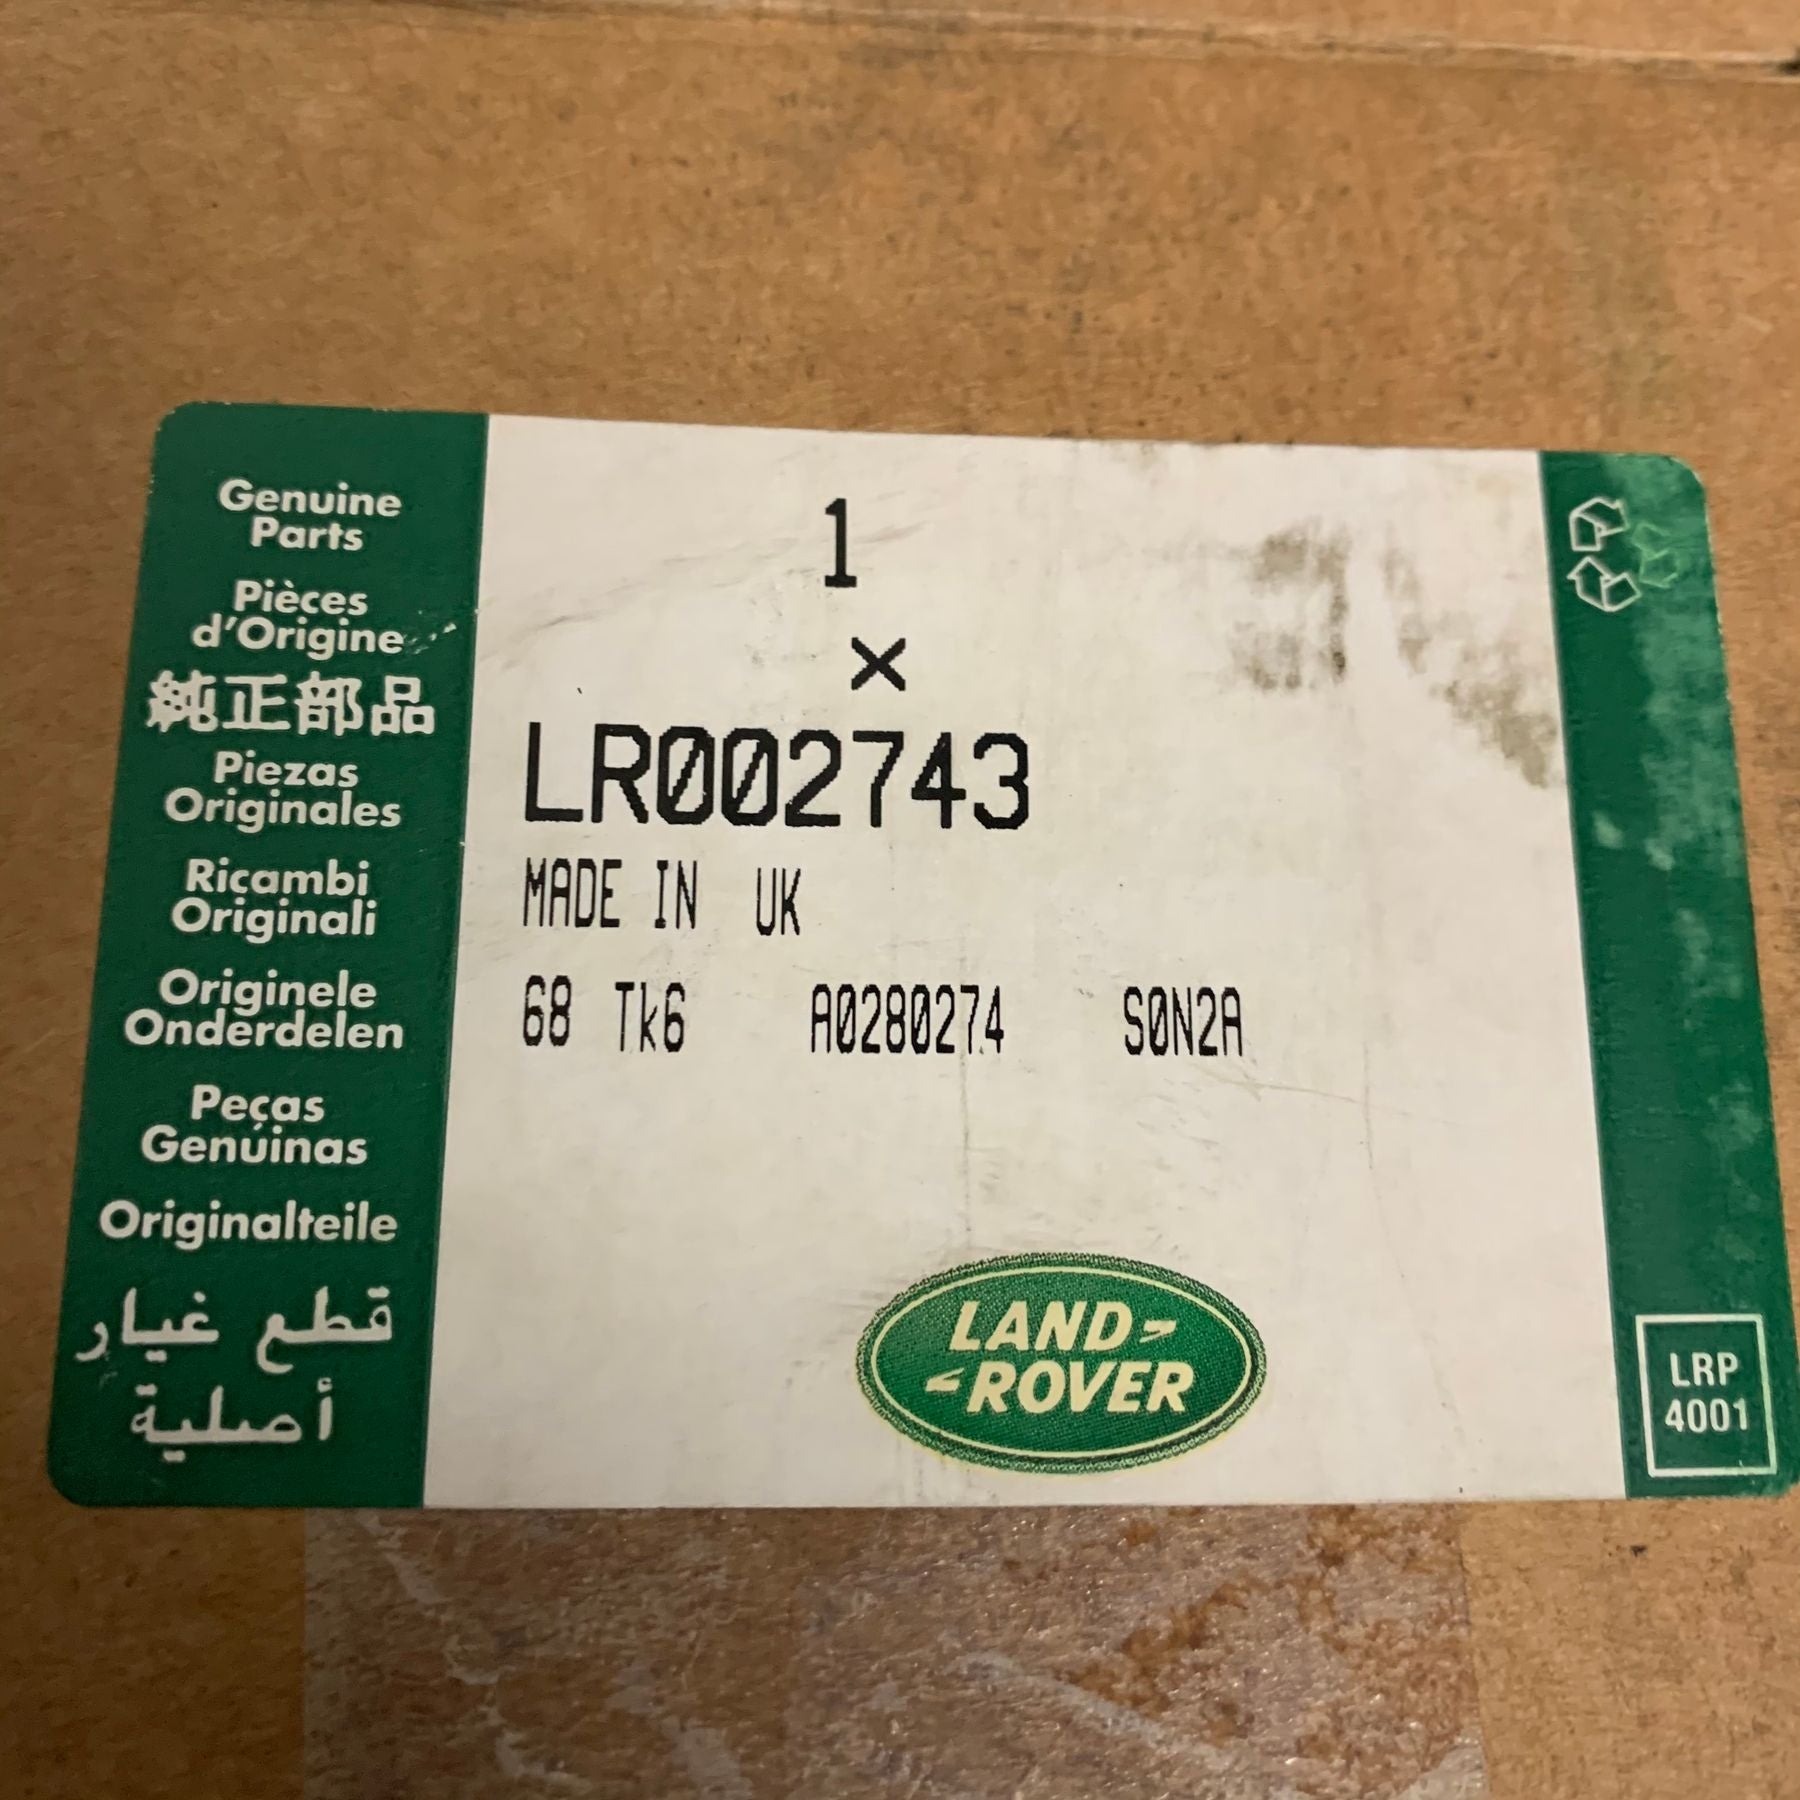 Genuine
Parts
Pièces
d'Origine
純正部品
Piezas
Originales
Ricambi
Originali
Originele
Onderdelen
Peças
Genúinas
Originalteile
قطع غيار
أصلية
1
×
LR002743
MADE IN UK
68 Tk6 A0280274 S0N2A
LAND-
-ROVER
LRP
4001